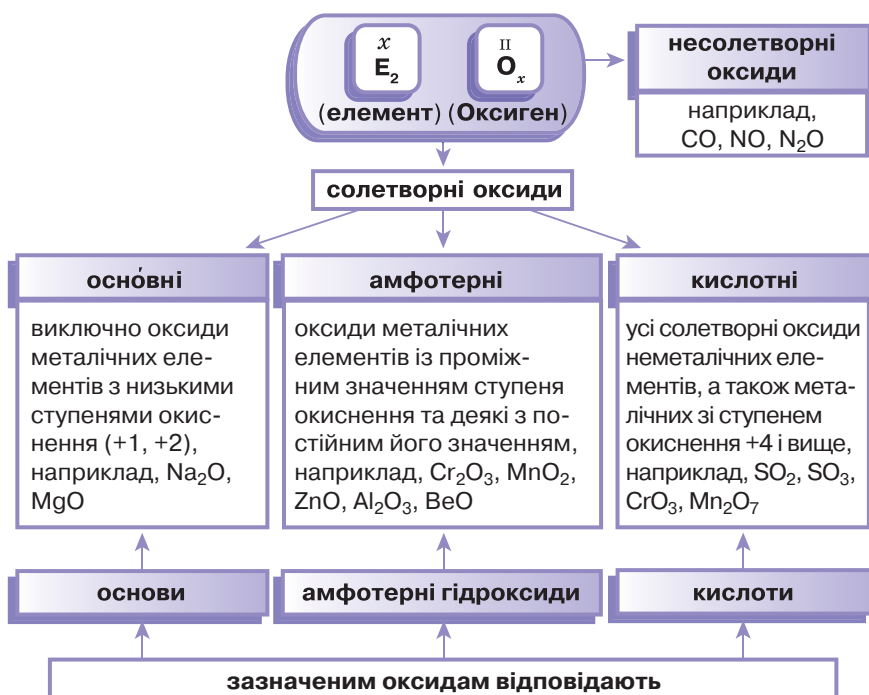 x II
E₂ Oₓ
(елемент) (Оксиген)
несолетворні
оксиди
наприклад,
CO, NO, N₂O
солетворні оксиди
осно́вні
виключно оксиди
металічних еле-
ментів з низькими
ступенями окис-
нення (+1, +2),
наприклад, Na₂O,
MgO
амфотерні
оксиди металічних
елементів із проміж-
ним значенням ступеня
окиснення та деякі з по-
стійним його значенням,
наприклад, Cr₂O₃, MnO₂,
ZnO, Al₂O₃, BeO
кислотні
усі солетворні оксиди
неметалічних еле-
ментів, а також мета-
лічних зі ступенем
окиснення +4 і вище,
наприклад, SO₂, SO₃,
CrO₃, Mn₂O₇
основи
амфотерні гідроксиди
кислоти
зазначеним оксидам відповідають